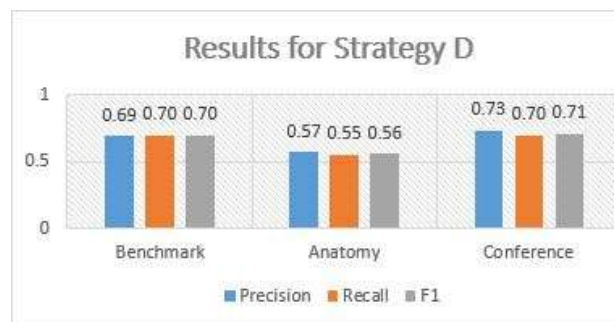 Results for Strategy D
1
0.69 0.70 0.70 0.57 0.55 0.56 0.73 0.70 0.71
0.5
0
Benchmark Anatomy Conference
Precision Recall F1